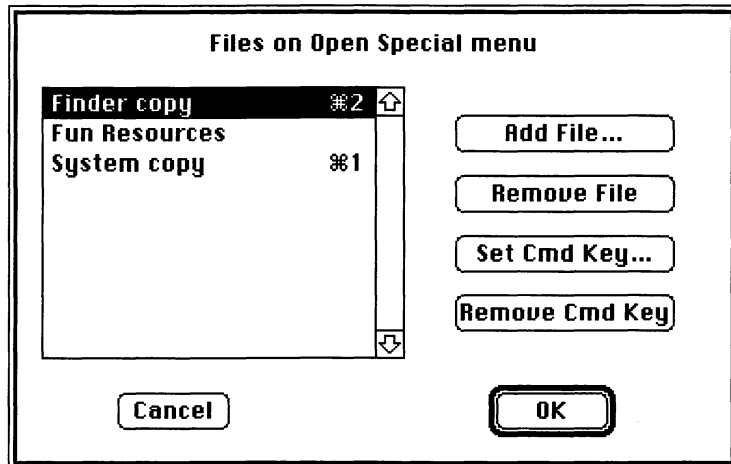 Files on Open Special menu
Finder copy ⌘2
Fun Resources
System copy ⌘1
Add File...
Remove File
Set Cmd Key...
Remove Cmd Key
Cancel
OK